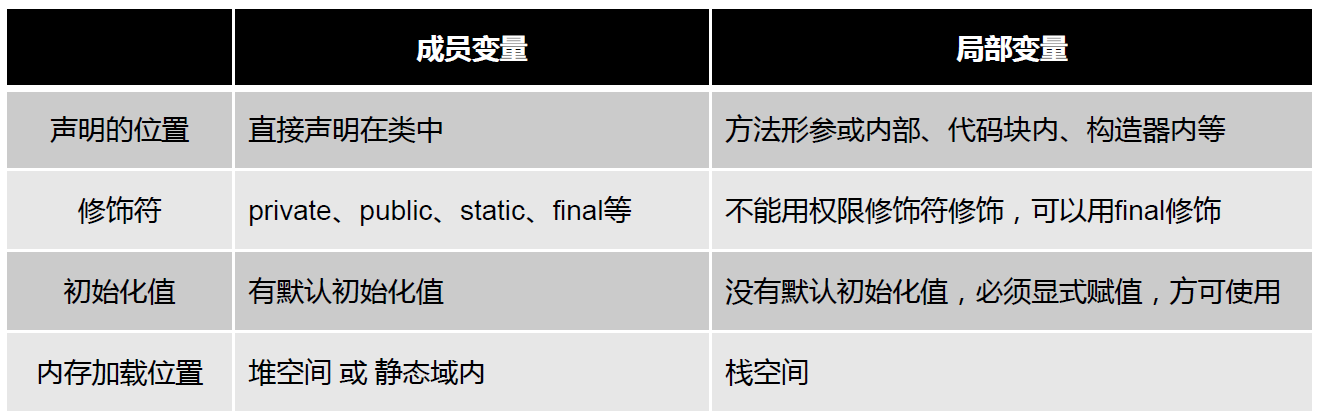 成员变量 局部变量
声明的位置 直接声明在类中 方法形参或内部、代码块内、构造器内等
修饰符 private、public、static、final等 不能用权限修饰符修饰，可以用final修饰
初始化值 有默认初始化值 没有默认初始化值，必须显式赋值，方可使用
内存加载位置 堆空间 或 静态域内 栈空间